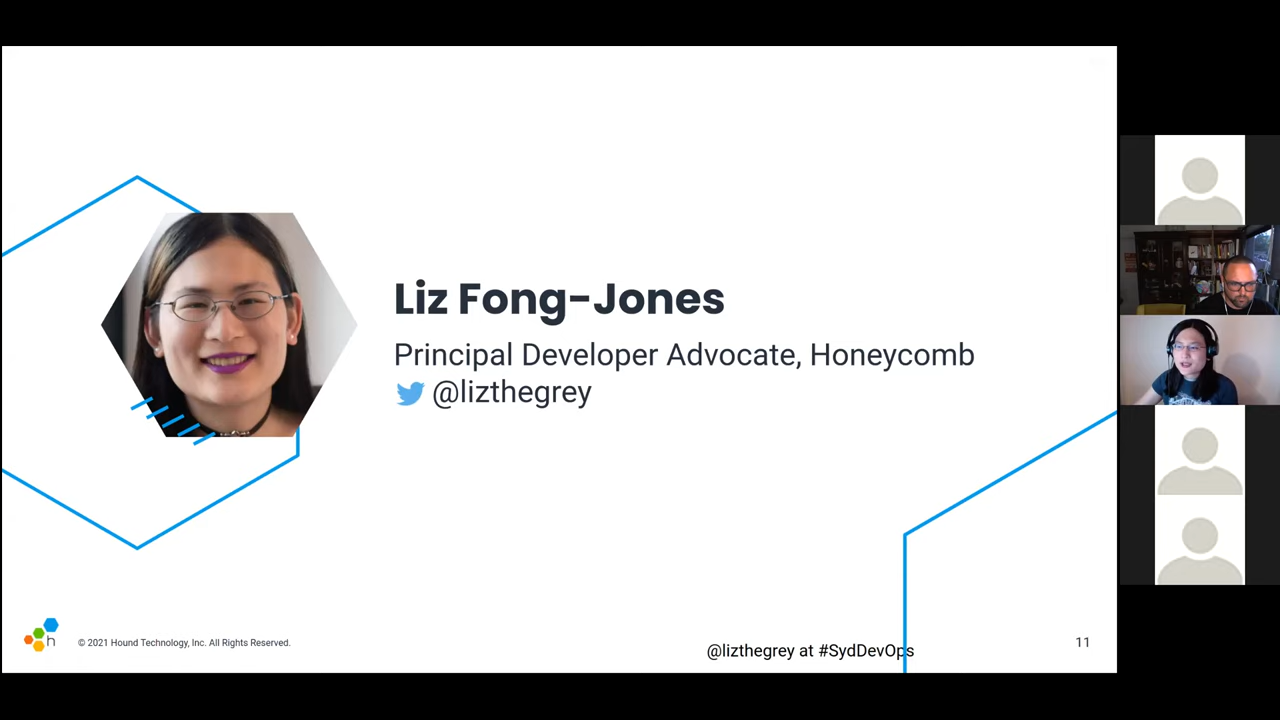 Liz Fong-Jones
Principal Developer Advocate, Honeycomb
@lizthegrey
h
© 2021 Hound Technology, Inc. All Rights Reserved.
@lizthegrey at #SydDevOps
11